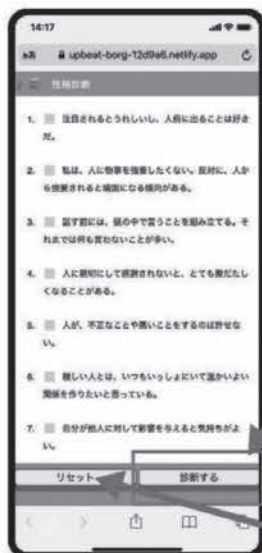 14:17
ぁあ upbeat-borg-12d9a6.netlify.app
性格診断
1. 注目されるとうれしいし、人前に出ることは好き
だ。
2. 私は、人に物事を強要したくない。反対に、人か
ら強要されると頑固になる傾向がある。
3. 話す前には、頭の中で言うことを組み立てる。そ
れまでは何も言わないことが多い。
4. 人に親切にして感謝されないと、とても腹だたし
くなることがある。
5. 人が、不正なことや悪いことをするのは許せな
い。
6. 親しい人とは、いつもいっしょにいて温かいよい
関係を作りたいと思っている。
7. 自分が他人に対して影響を与えると気持ちがよ
い。
リセット 診断する